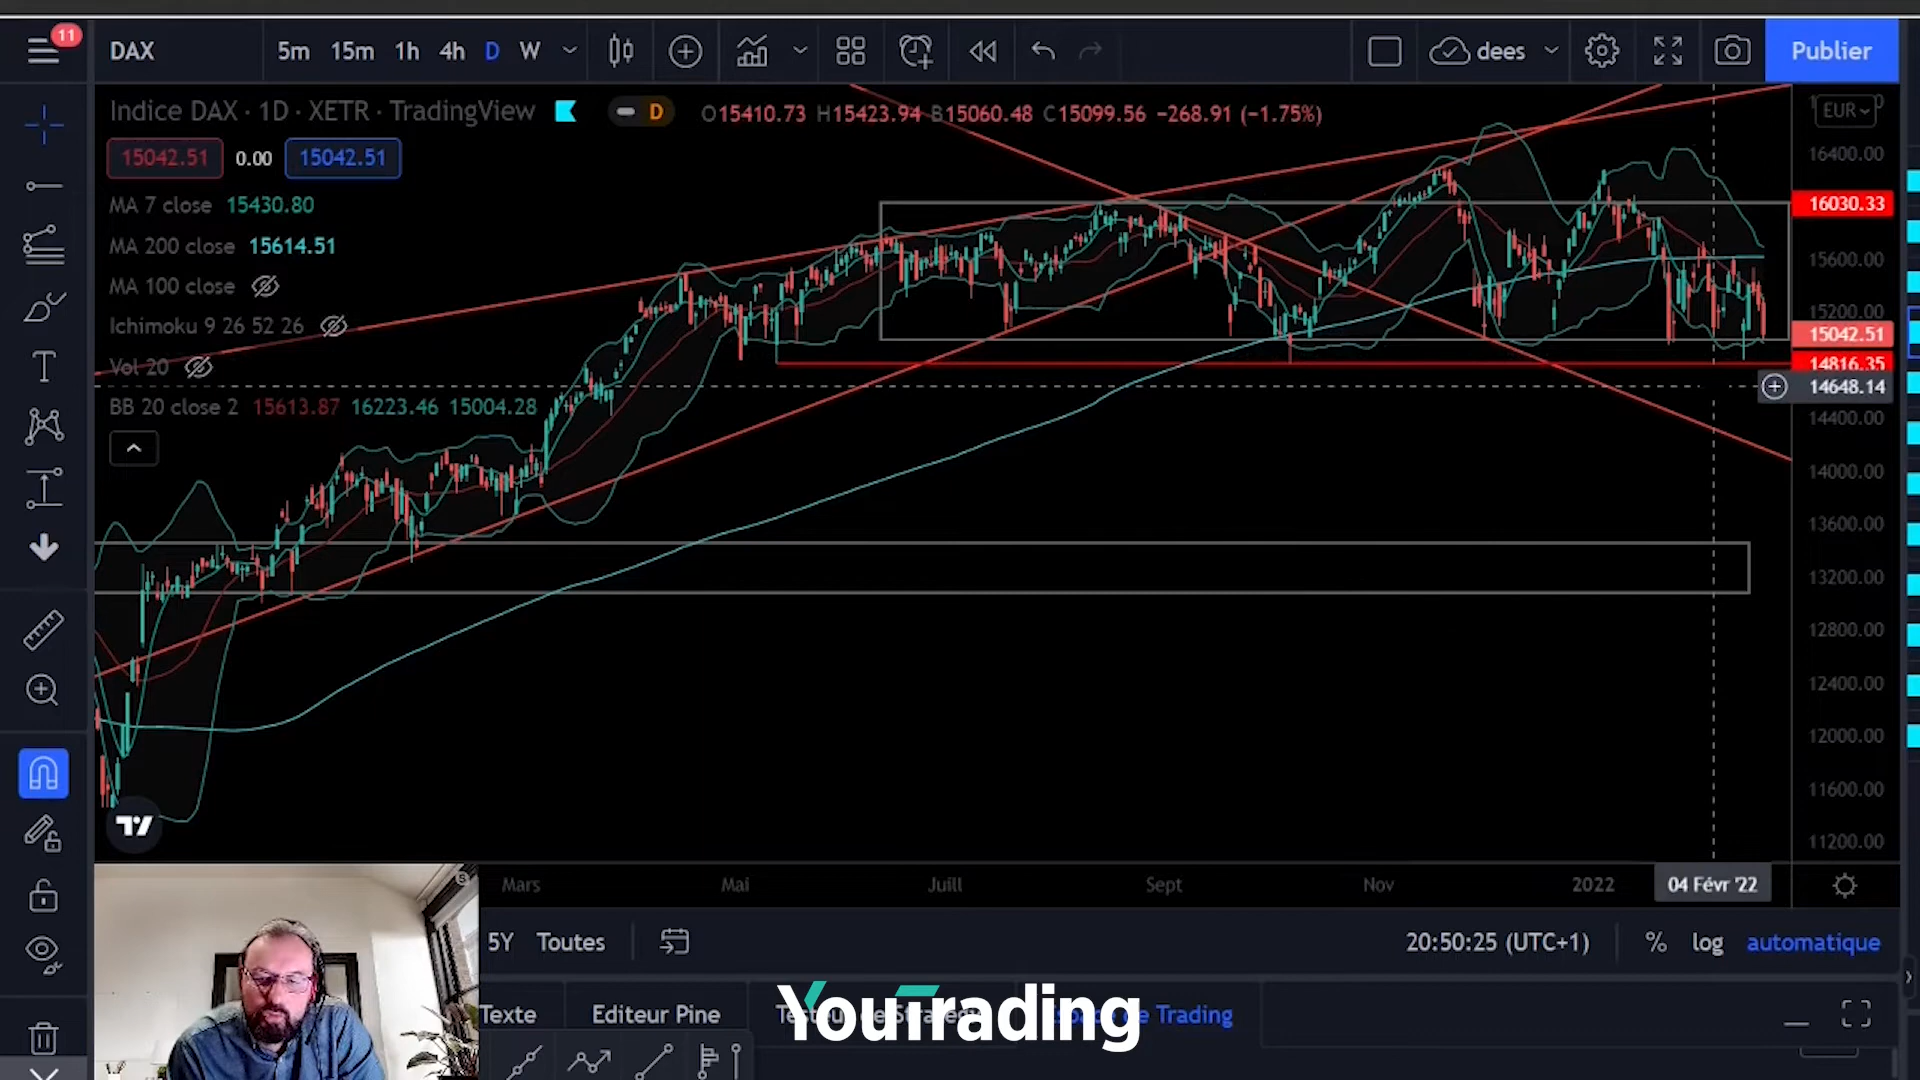 11
DAX
5m 15m 1h 4h D W
dees
Publier
Indice DAX · 1D · XETR · TradingView
D
O15410.73 H15423.94 B15060.48 C15099.56 −268.91 (−1.75%)
EUR
15042.51 0.00 15042.51
MA 7 close 15430.80
MA 200 close 15614.51
MA 100 close
Ichimoku 9 26 52 26
Vol 20
BB 20 close 2 15613.87 16223.46 15004.28
16400.00
16030.33
15600.00
15200.00
15042.51
14816.35
14648.14
14400.00
14000.00
13600.00
13200.00
12800.00
12400.00
12000.00
11600.00
11200.00
Mars Mai Juill Sept Nov 2022 04 Févr '22
5Y Toutes
20:50:25 (UTC+1) % log automatique
Texte Editeur Pine de Trading
YouTrading